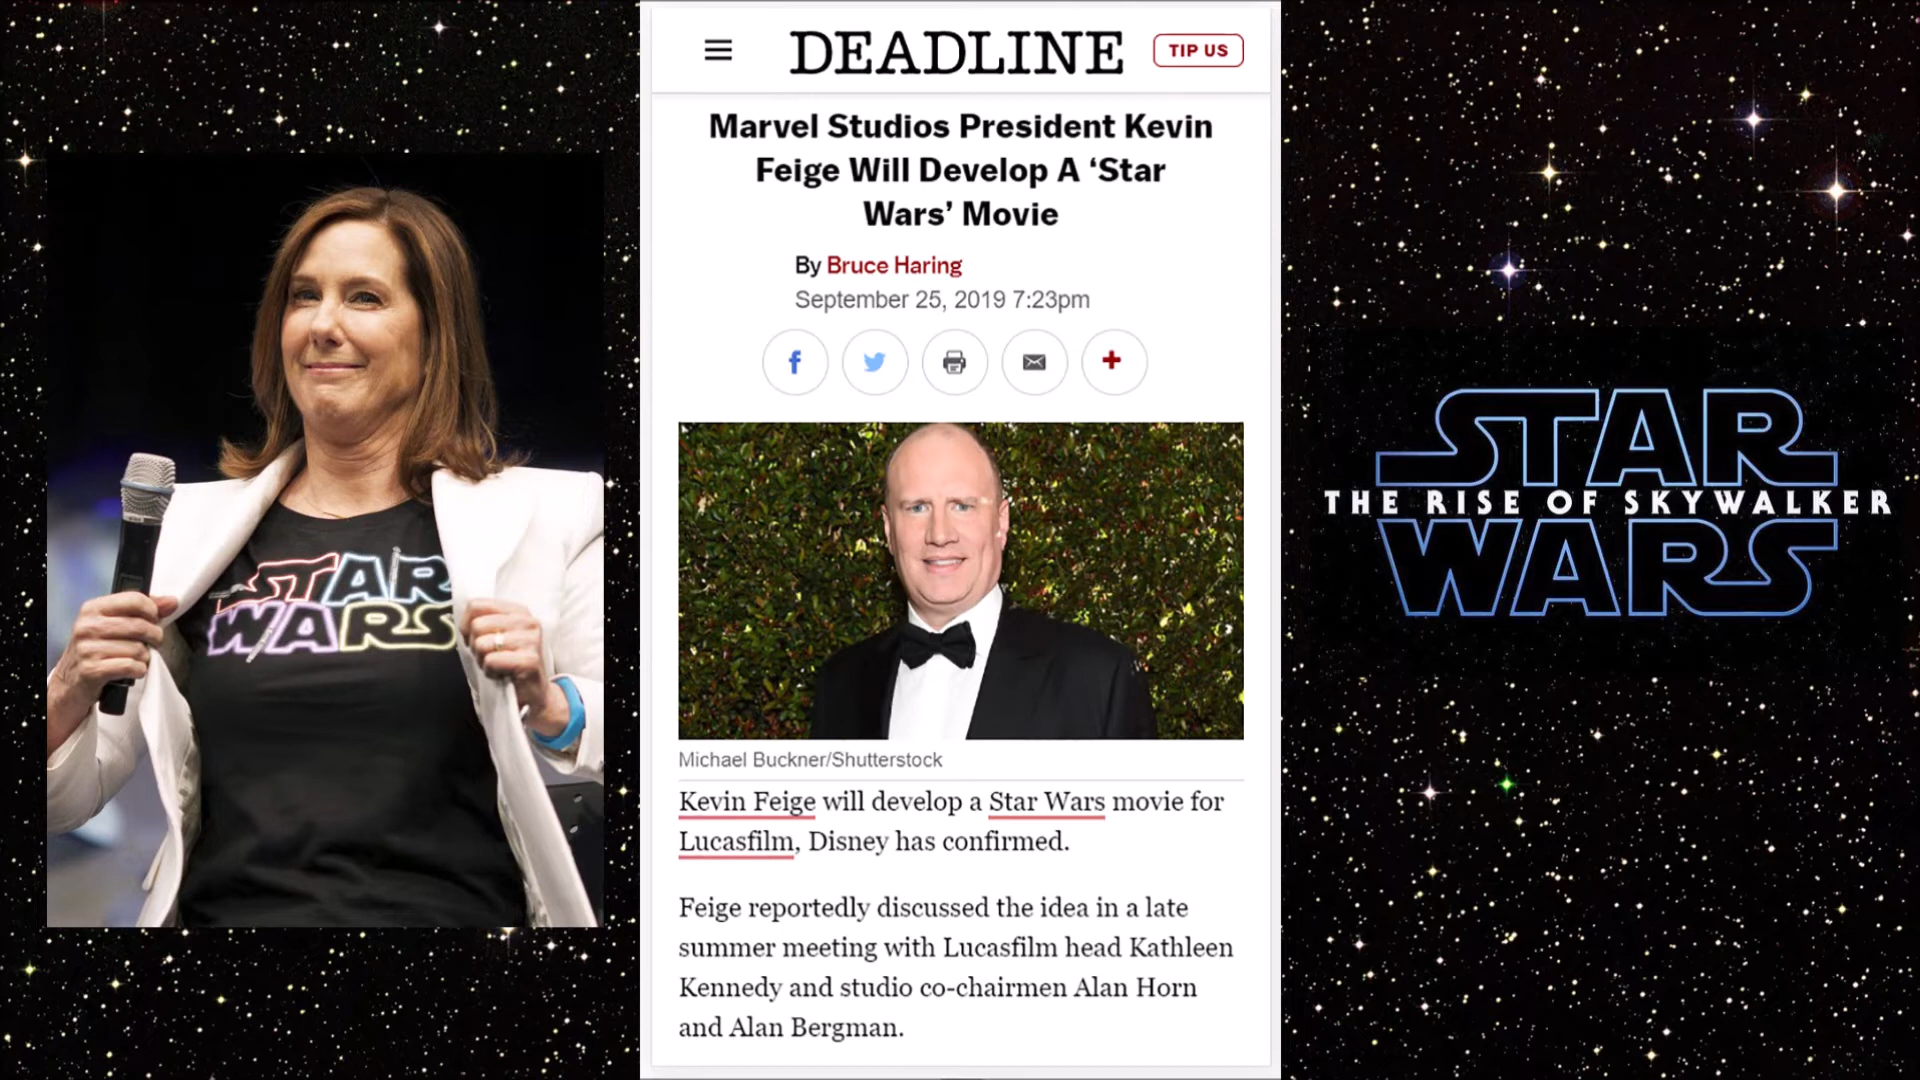 STAR
WARS
DEADLINE
TIP US
Marvel Studios President Kevin
Feige Will Develop A ‘Star
Wars’ Movie
By Bruce Haring
September 25, 2019 7:23pm
Michael Buckner/Shutterstock
Kevin Feige will develop a Star Wars movie for
Lucasfilm, Disney has confirmed.
Feige reportedly discussed the idea in a late
summer meeting with Lucasfilm head Kathleen
Kennedy and studio co-chairmen Alan Horn
and Alan Bergman.
STAR
THE RISE OF SKYWALKER
WARS